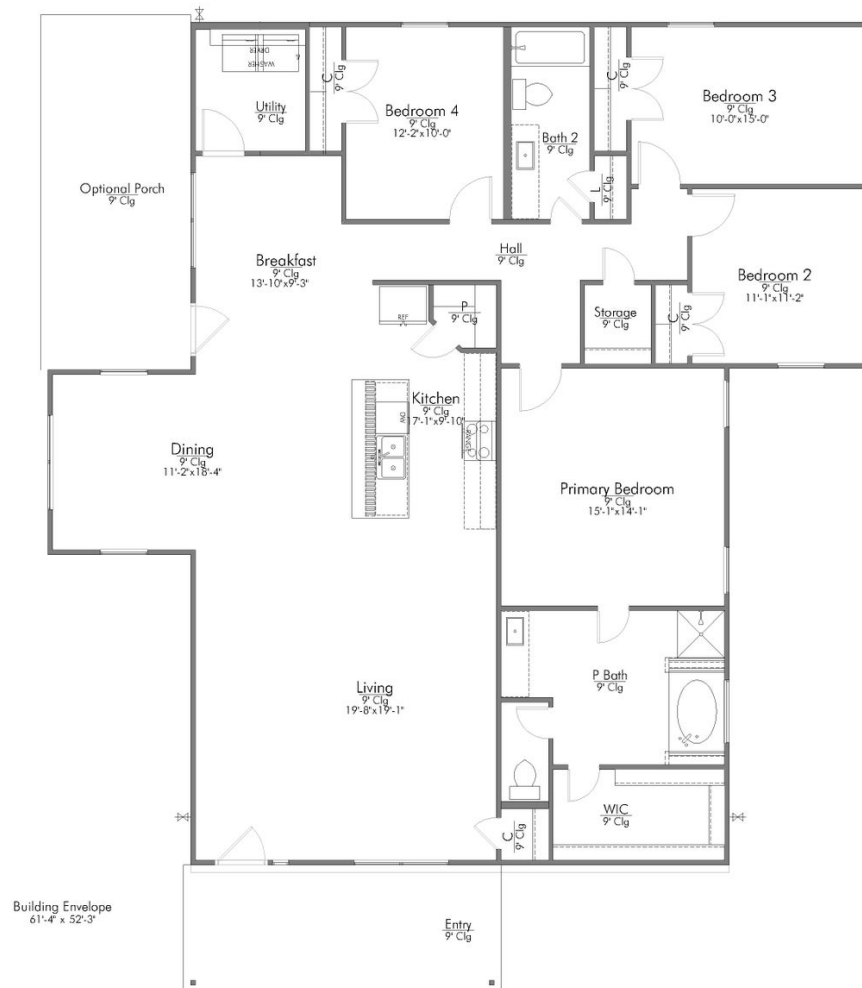 WASHER
DRYER
Utility
9' Clg
C
9' Clg
Bedroom 4
9' Clg
12'-2"x10'-0"
Bath 2
9' Clg
C
9' Clg
Bedroom 3
9' Clg
10'-0"x15'-0"
L
9' Clg
Optional Porch
9' Clg
Breakfast
9' Clg
13'-10"x9'-3"
Hall
9' Clg
Bedroom 2
9' Clg
11'-1"x11'-2"
REF
P
9' Clg
Storage
9' Clg
C
9' Clg
Kitchen
9' Clg
17'-1"x9'-10"
DW
RANGE
Dining
9' Clg
11'-2"x18'-4"
Primary Bedroom
9' Clg
15'-1"x14'-1"
P Bath
9' Clg
Living
9' Clg
19'-8"x19'-1"
WIC
9' Clg
C
9' Clg
Building Envelope
61'-4" x 52'-3"
Entry
9' Clg